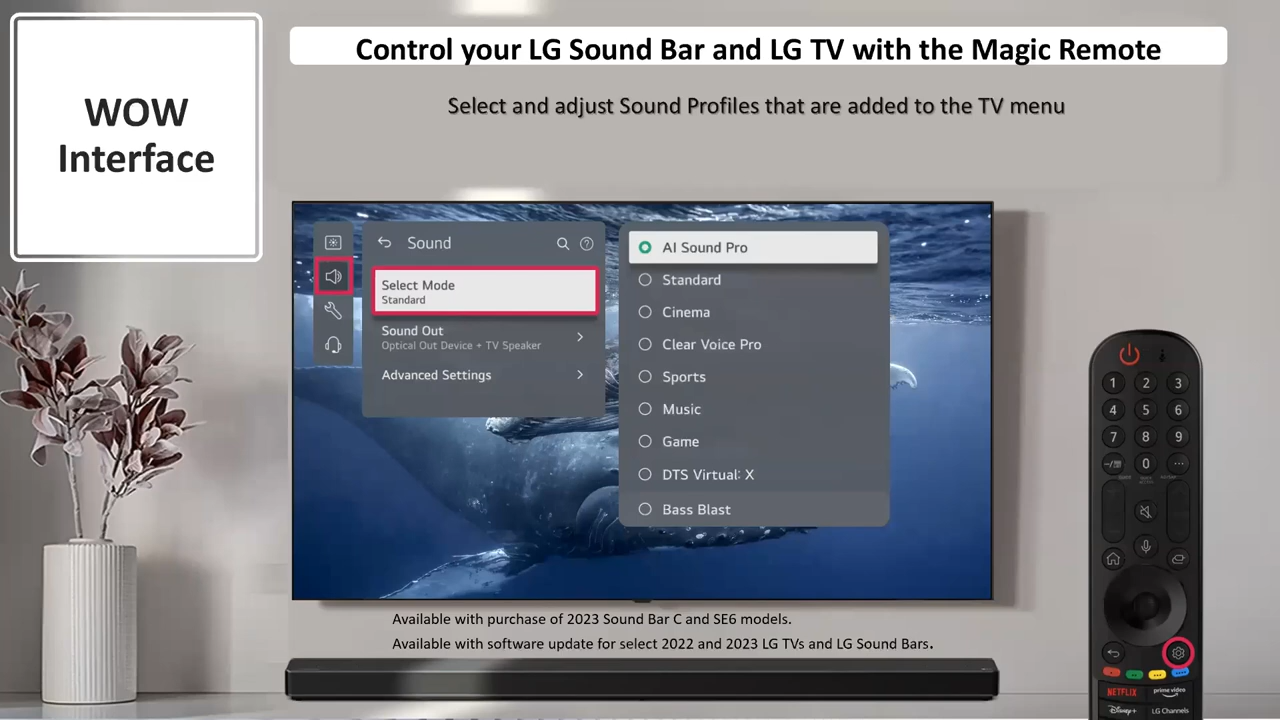 WOW
Interface
Control your LG Sound Bar and LG TV with the Magic Remote
Select and adjust Sound Profiles that are added to the TV menu
Sound
Select Mode
Standard
Sound Out
Optical Out Device + TV Speaker
Advanced Settings
AI Sound Pro
Standard
Cinema
Clear Voice Pro
Sports
Music
Game
DTS Virtual: X
Bass Blast
Available with purchase of 2023 Sound Bar C and SE6 models.
Available with software update for select 2022 and 2023 LG TVs and LG Sound Bars.
1 2 3
4 5 6
7 8 9
0 ...
NETFLIX prime video
Disney+ LG Channels